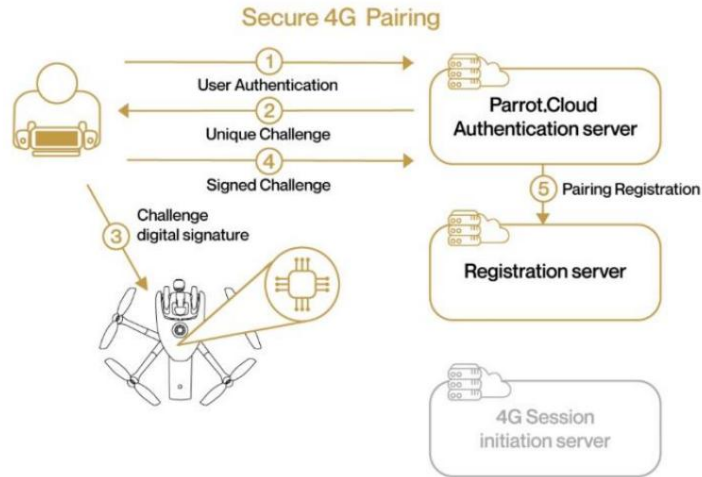 Secure 4G Pairing
1
User Authentication
2
Unique Challenge
4
Signed Challenge
3
Challenge
digital signature
Parrot.Cloud
Authentication server
5
Pairing Registration
Registration server
4G Session
initiation server